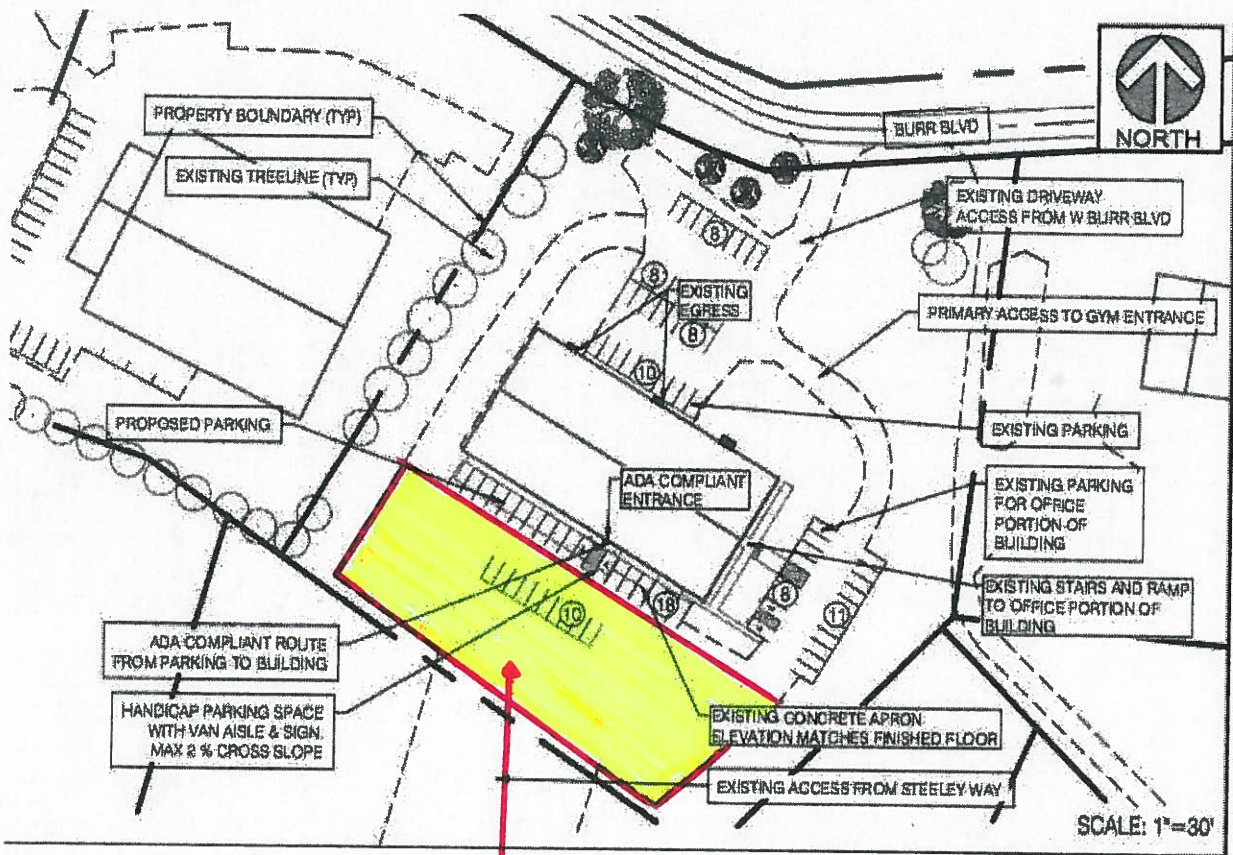 NORTH
BURR BLVD
PROPERTY BOUNDARY (TYP)
EXISTING TREELINE (TYP)
EXISTING DRIVEWAY
ACCESS FROM W BURR BLVD
8
8
EXISTING
EGRESS
8
PRIMARY ACCESS TO GYM ENTRANCE
10
PROPOSED PARKING
EXISTING PARKING
ADA COMPLIANT
ENTRANCE
EXISTING PARKING
FOR OFFICE
PORTION OF
BUILDING
8
11
18
10
EXISTING STAIRS AND RAMP
TO OFFICE PORTION OF
BUILDING
ADA COMPLIANT ROUTE
FROM PARKING TO BUILDING
HANDICAP PARKING SPACE
WITH VAN AISLE & SIGN.
MAX 2 % CROSS SLOPE
EXISTING CONCRETE APRON
ELEVATION MATCHES FINISHED FLOOR
EXISTING ACCESS FROM STEELEY WAY
SCALE: 1"=30'